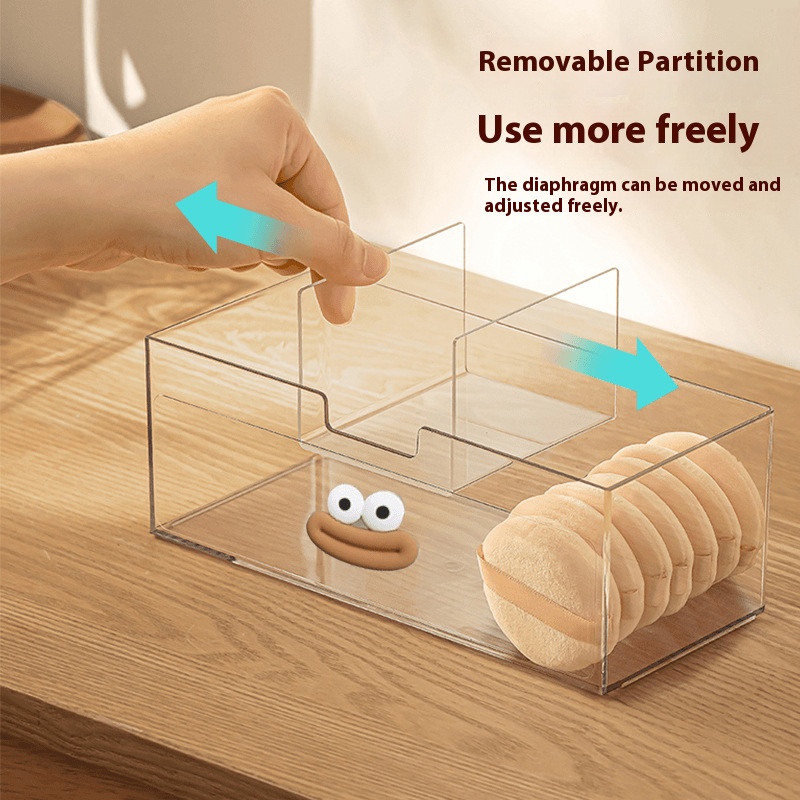 Removable Partition
Use more freely
The diaphragm can be moved and
adjusted freely.